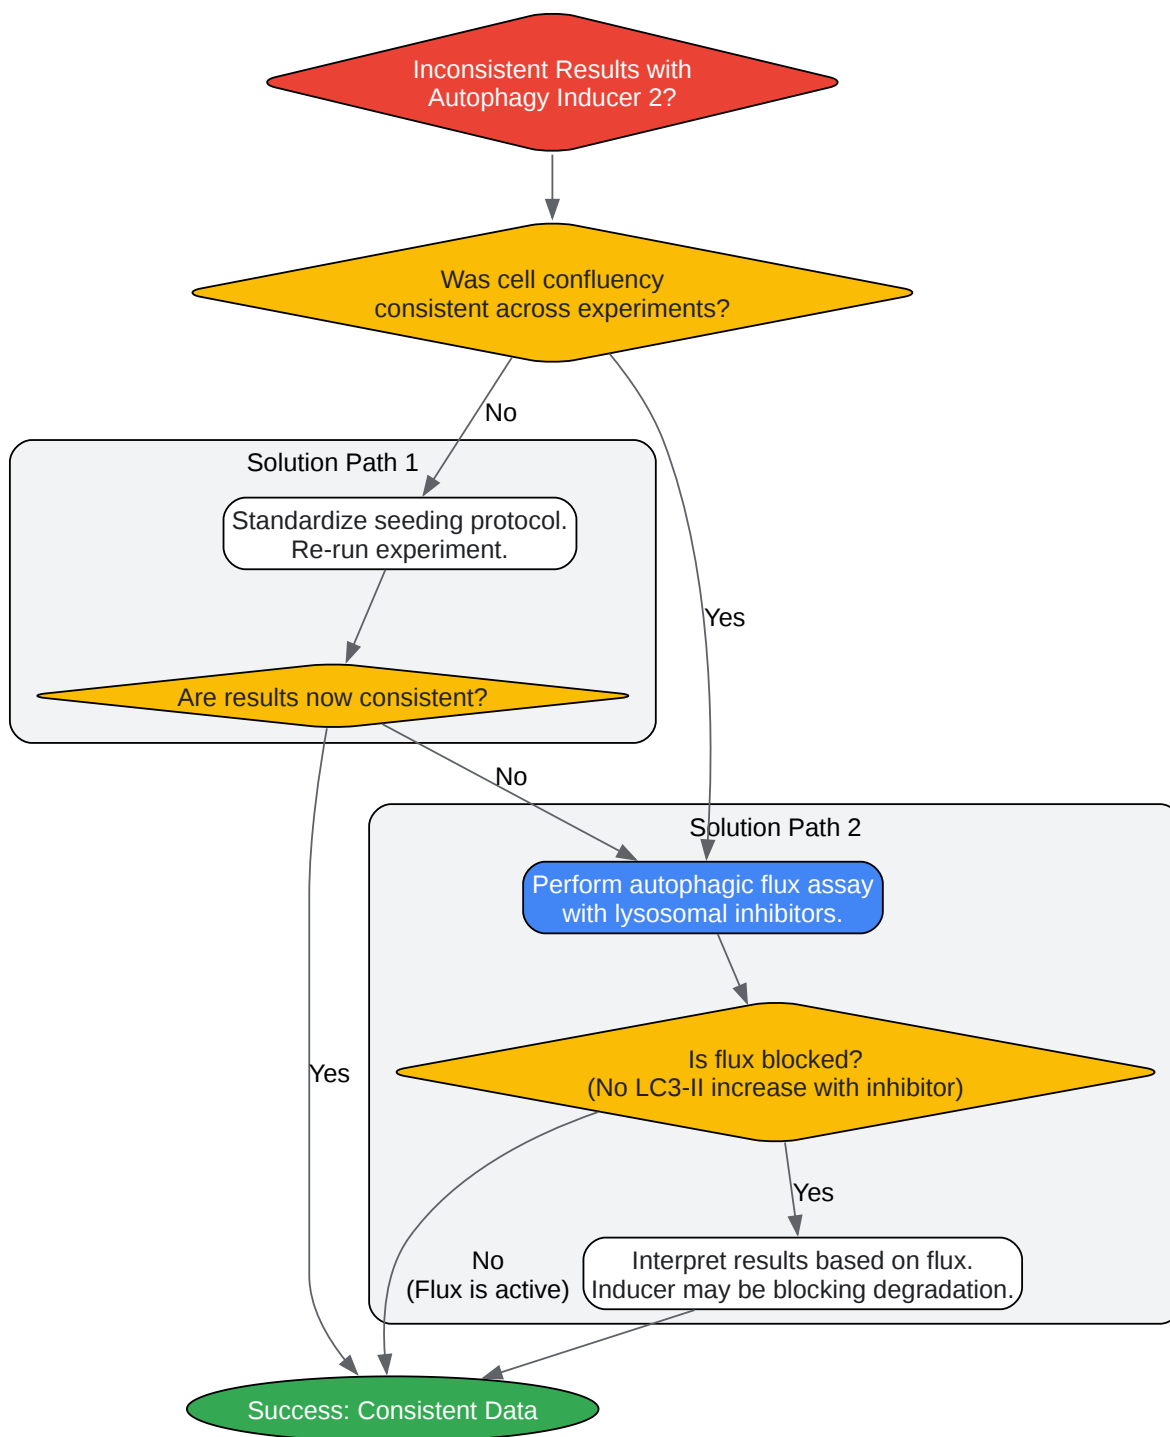 Inconsistent Results with
Autophagy Inducer 2?
Was cell confluency
consistent across experiments?
No
Solution Path 1
Standardize seeding protocol.
Re-run experiment.
Yes
Are results now consistent?
No
Solution Path 2
Perform autophagic flux assay
with lysosomal inhibitors.
Is flux blocked?
(No LC3-II increase with inhibitor)
Yes
Yes
No
(Flux is active)
Interpret results based on flux.
Inducer may be blocking degradation.
Success: Consistent Data